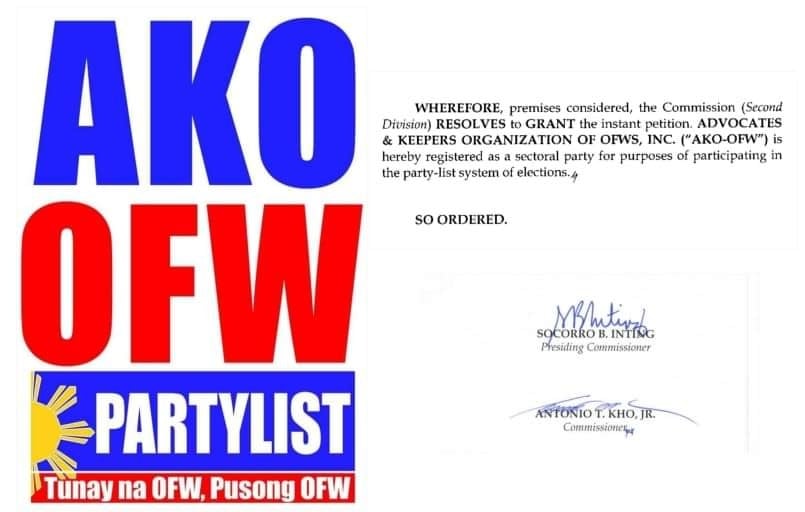 AKO
OFW
PARTYLIST
Tunay na OFW, Pusong OFW
WHEREFORE, premises considered, the Commission (Second
Division) RESOLVES to GRANT the instant petition. ADVOCATES
& KEEPERS ORGANIZATION OF OFWS, INC. ("AKO-OFW") is
hereby registered as a sectoral party for purposes of participating in
the party-list system of elections.
SO ORDERED.
SOCORRO B. INTING
Presiding Commissioner
ANTONIO T. KHO, JR.
Commissioner